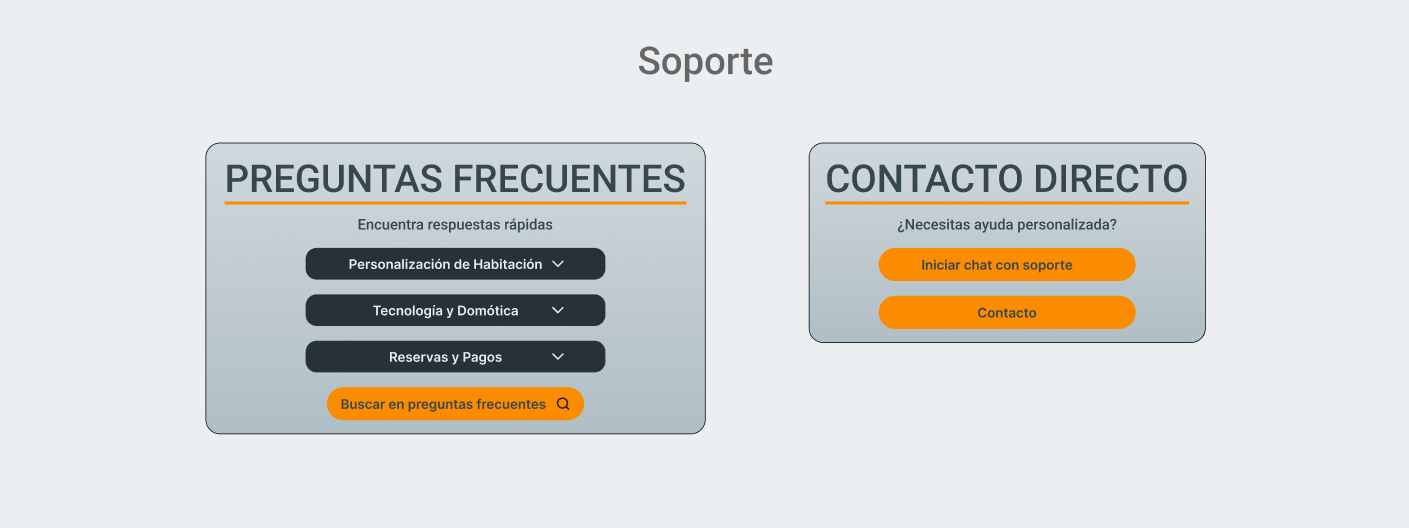 Soporte
PREGUNTAS FRECUENTES
Encuentra respuestas rápidas
Personalización de Habitación
Tecnología y Domótica
Reservas y Pagos
Buscar en preguntas frecuentes
CONTACTO DIRECTO
¿Necesitas ayuda personalizada?
Iniciar chat con soporte
Contacto